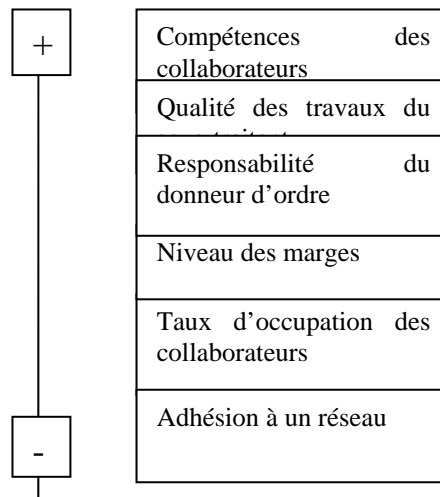 +
Compétences des
collaborateurs
Qualité des travaux du
Responsabilité du
donneur d'ordre
Niveau des marges
Taux d'occupation des
collaborateurs
Adhésion à un réseau
-